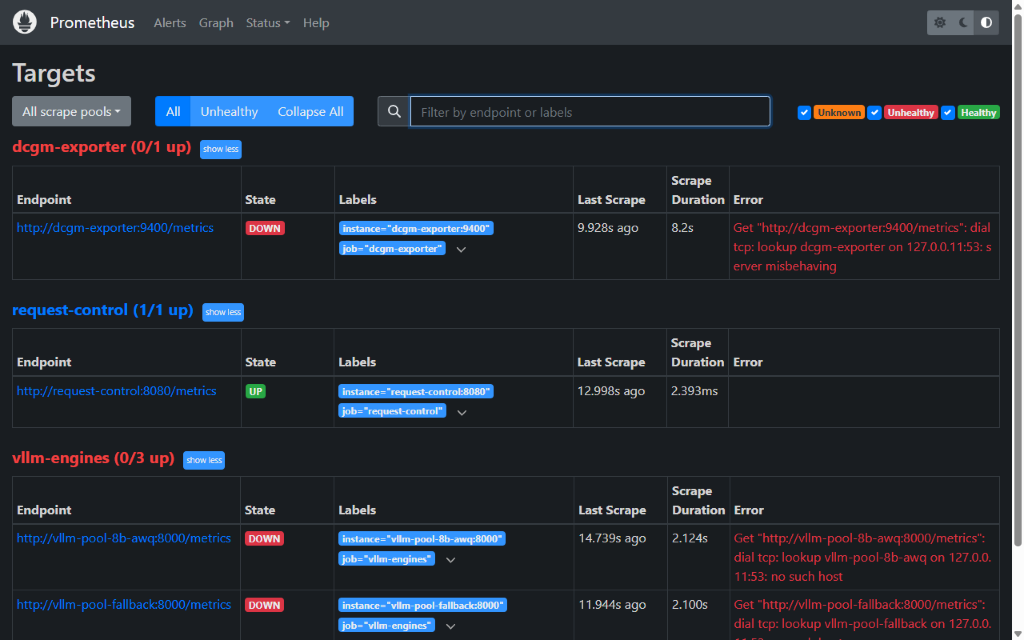 Prometheus Alerts Graph Status Help
Targets
All scrape pools All Unhealthy Collapse All Filter by endpoint or labels Unknown Unhealthy Healthy
dcgm-exporter (0/1 up) show less
Endpoint State Labels Last Scrape Scrape Duration Error
http://dcgm-exporter:9400/metrics DOWN instance="dcgm-exporter:9400" 9.928s ago 8.2s Get "http://dcgm-exporter:9400/metrics": dial
job="dcgm-exporter" tcp: lookup dcgm-exporter on 127.0.0.11:53: s
erver misbehaving
request-control (1/1 up) show less
Endpoint State Labels Last Scrape Scrape Duration Error
http://request-control:8080/metrics UP instance="request-control:8080" 12.998s ago 2.393ms
job="request-control"
vllm-engines (0/3 up) show less
Endpoint State Labels Last Scrape Scrape Duration Error
http://vllm-pool-8b-awq:8000/metrics DOWN instance="vllm-pool-8b-awq:8000" 14.739s ago 2.124s Get "http://vllm-pool-8b-awq:8000/metrics":
job="vllm-engines" dial tcp: lookup vllm-pool-8b-awq on 127.0.0.
11:53: no such host
http://vllm-pool-fallback:8000/metrics DOWN instance="vllm-pool-fallback:8000" 11.944s ago 2.100s Get "http://vllm-pool-fallback:8000/metrics":
job="vllm-engines" dial tcp: lookup vllm-pool-fallback on 127.0.0.